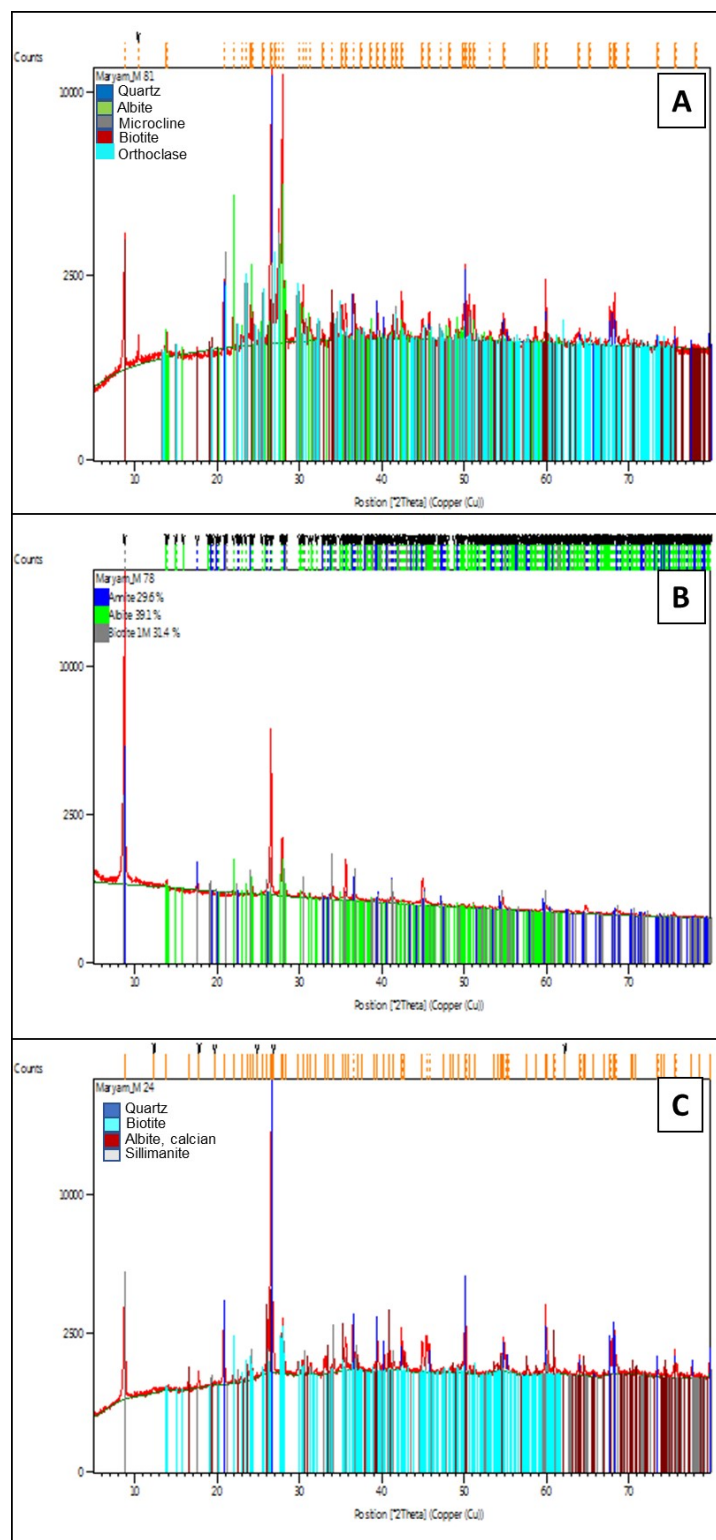 Counts
Maryam_M 81
A
10000
Quartz
Albite
Microcline
Biotite
Orthoclase
2500
0
10 20 30 40 50 60 70
Position [°2Theta] (Copper (Cu))
Counts
Maryam_M 78
B
Annite 29.6 %
Albite 39.1 %
Biotite 1M 31.4 %
10000
2500
0
10 20 30 40 50 60 70
Position [°2Theta] (Copper (Cu))
Counts
Maryam_M 24
C
Quartz
Biotite
Albite, calcian
Sillimanite
10000
2500
0
10 20 30 40 50 60 70
Position [°2Theta] (Copper (Cu))